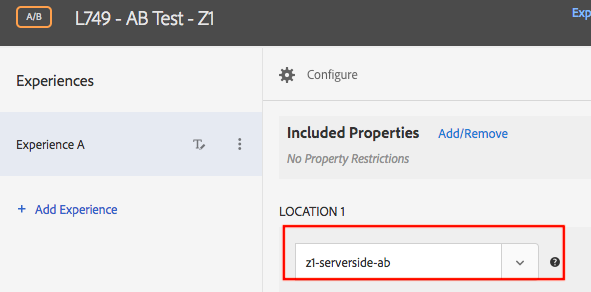 A/B L749 - AB Test - Z1 Exp
Experiences
Configure
Included Properties Add/Remove
Experience A
No Property Restrictions
+ Add Experience
LOCATION 1
z1-serverside-ab